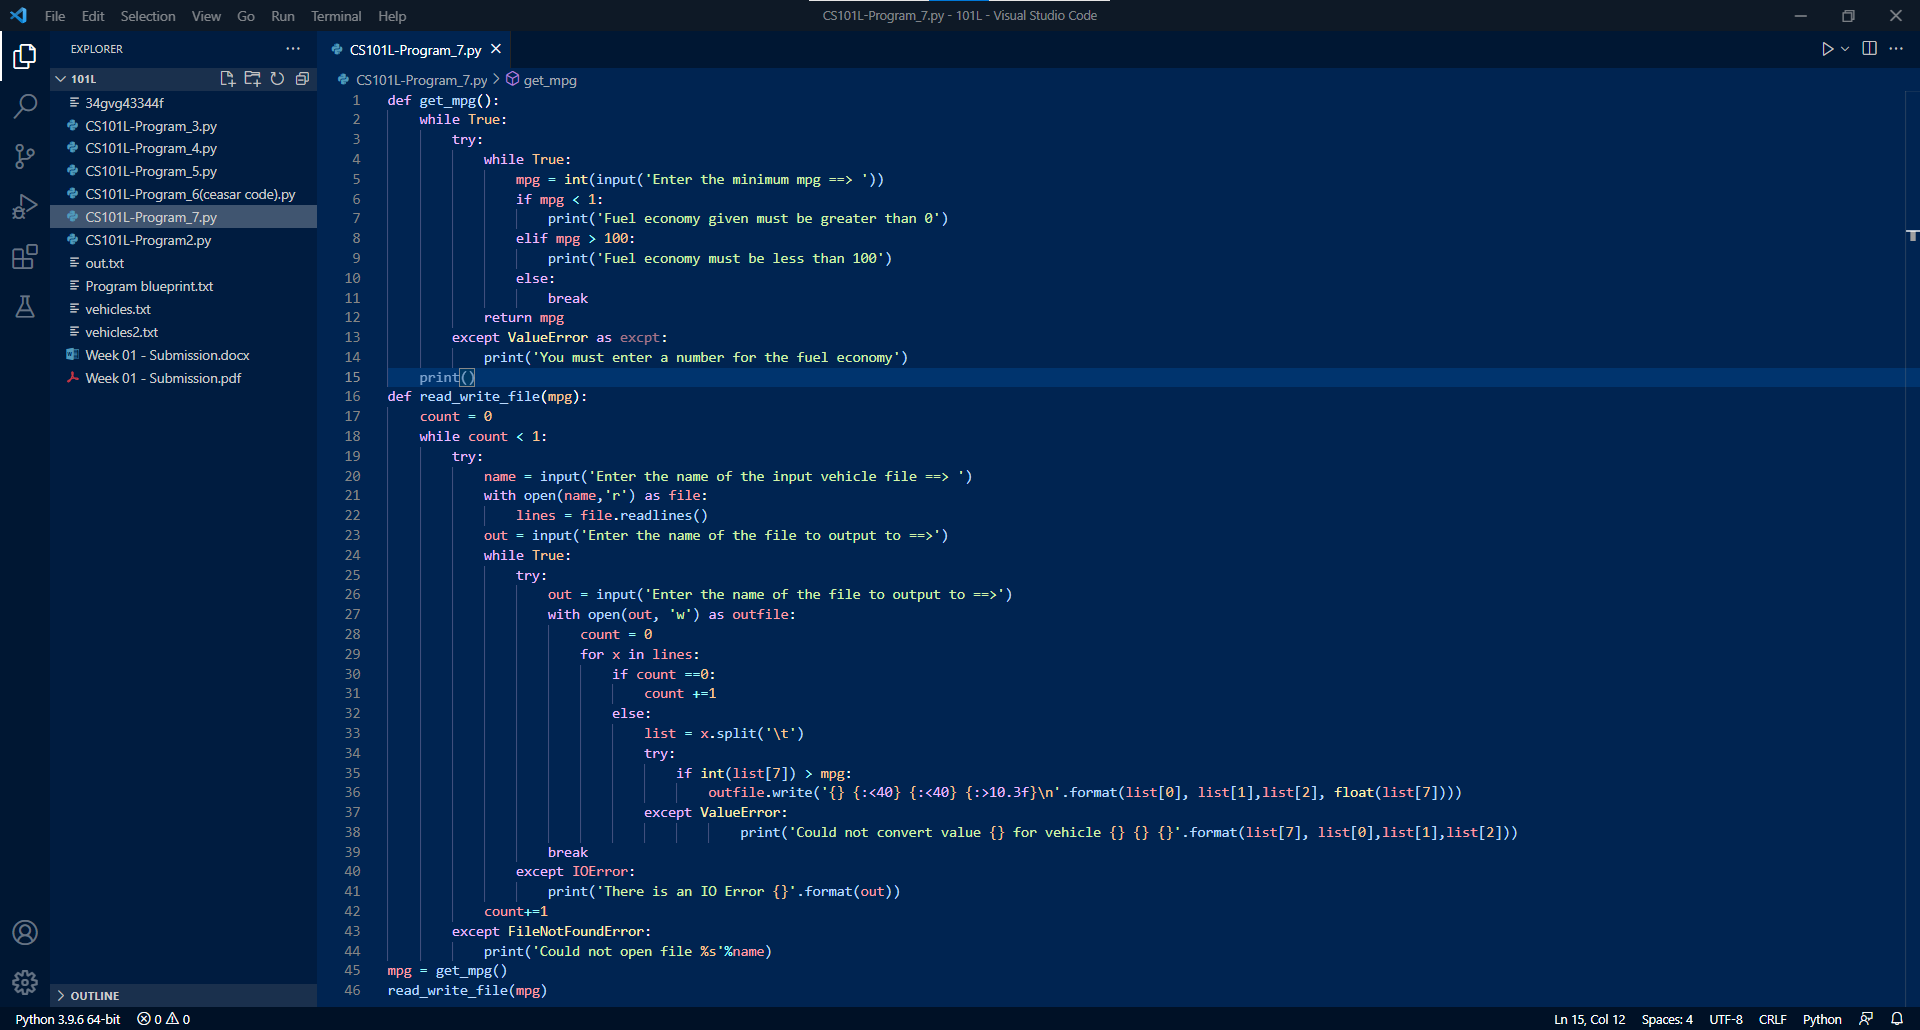 File Edit Selection View Go Run Terminal Help
CS101L-Program_7.py - 101L - Visual Studio Code
EXPLORER
101L
34gvg43344f
CS101L-Program_3.py
CS101L-Program_4.py
CS101L-Program_5.py
CS101L-Program_6(ceasar code).py
CS101L-Program_7.py
CS101L-Program2.py
out.txt
Program blueprint.txt
vehicles.txt
vehicles2.txt
Week 01 - Submission.docx
Week 01 - Submission.pdf
OUTLINE
CS101L-Program_7.py
CS101L-Program_7.py > get_mpg
1 def get_mpg():
2     while True:
3         try:
4             while True:
5                 mpg = int(input('Enter the minimum mpg ==> '))
6                 if mpg < 1:
7                     print('Fuel economy given must be greater than 0')
8                 elif mpg > 100:
9                     print('Fuel economy must be less than 100')
10                 else:
11                     break
12             return mpg
13         except ValueError as excpt:
14             print('You must enter a number for the fuel economy')
15     print()
16 def read_write_file(mpg):
17     count = 0
18     while count < 1:
19         try:
20             name = input('Enter the name of the input vehicle file ==> ')
21             with open(name,'r') as file:
22                 lines = file.readlines()
23             out = input('Enter the name of the file to output to ==>')
24             while True:
25                 try:
26                     out = input('Enter the name of the file to output to ==>')
27                     with open(out, 'w') as outfile:
28                         count = 0
29                         for x in lines:
30                             if count ==0:
31                                 count +=1
32                             else:
33                                 list = x.split('\t')
34                                 try:
35                                     if int(list[7]) > mpg:
36                                         outfile.write('{} {:<40} {:<40} {:>10.3f}\n'.format(list[0], list[1],list[2], float(list[7])))
37                                 except ValueError:
38                                             print('Could not convert value {} for vehicle {} {} {}'.format(list[7], list[0],list[1],list[2]))
39                     break
40                 except IOError:
41                     print('There is an IO Error {}'.format(out))
42             count+=1
43         except FileNotFoundError:
44             print('Could not open file %s'%name)
45 mpg = get_mpg()
46 read_write_file(mpg)
Python 3.9.6 64-bit 0 0 Ln 15, Col 12 Spaces: 4 UTF-8 CRLF Python